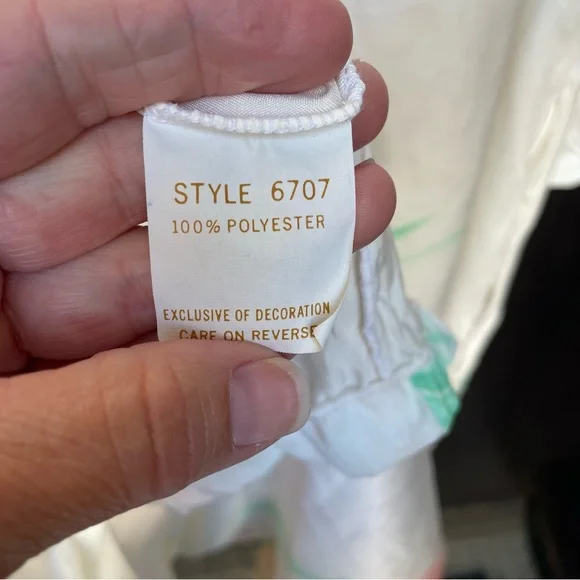 STYLE 6707
100% POLYESTER
EXCLUSIVE OF DECORATION
CARE ON REVERSE